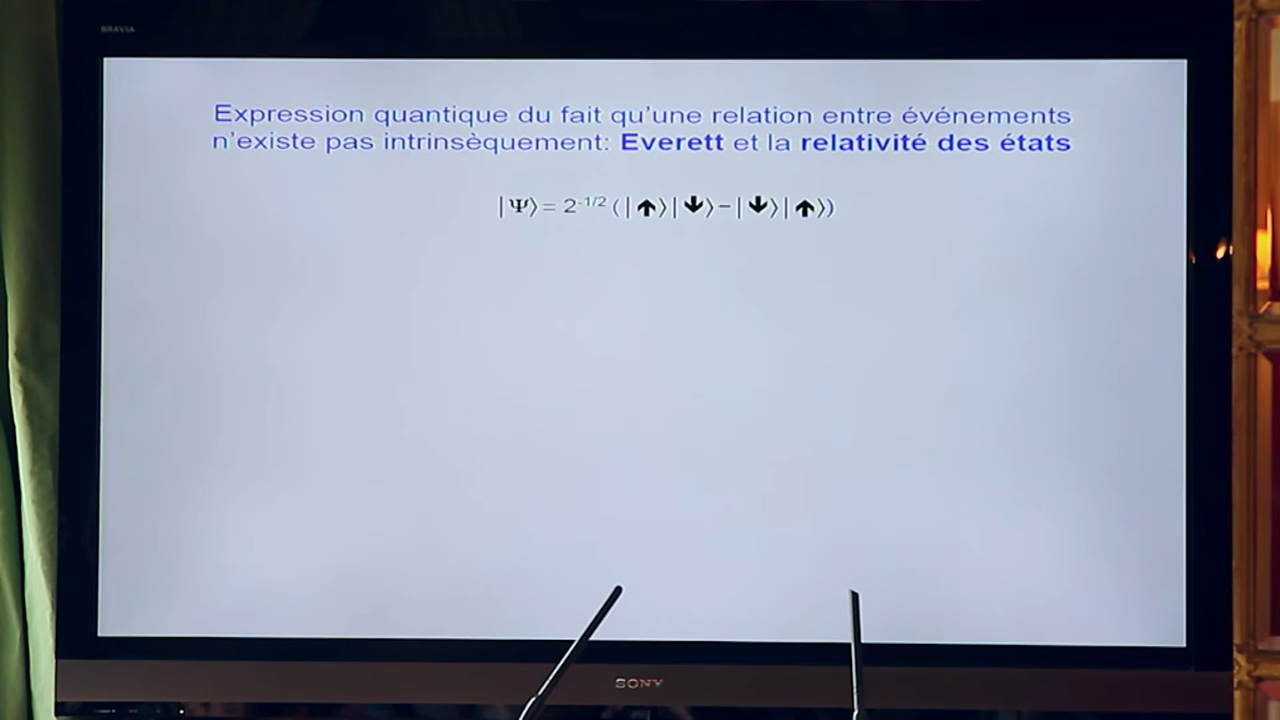 BRAVIA
Expression quantique du fait qu'une relation entre événements
n'existe pas intrinsèquement: Everett et la relativité des états
|Ψ⟩= 2⁻¹/² (|↑⟩|↓⟩−|↓⟩|↑⟩)
SONY